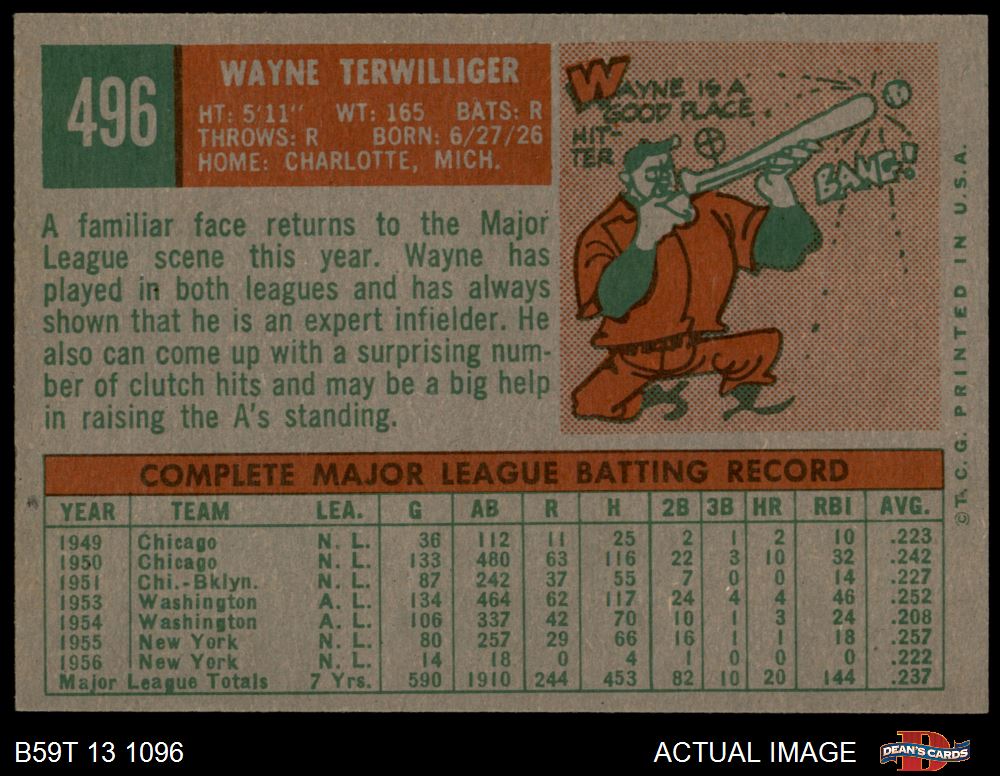 496
WAYNE TERWILLIGER
HT: 5'11" WT: 165 BATS: R
THROWS: R BORN: 6/27/26
HOME: CHARLOTTE, MICH.
WAYNE IS A
GOOD PLACE
HIT-
TER
BANG!
A familiar face returns to the Major
League scene this year. Wayne has
played in both leagues and has always
shown that he is an expert infielder. He
also can come up with a surprising num-
ber of clutch hits and may be a big help
in raising the A's standing.
© T. C. G. PRINTED IN U.S.A.
COMPLETE MAJOR LEAGUE BATTING RECORD
YEAR TEAM LEA. G AB R H 2B 3B HR RBI AVG.
1949 Chicago N. L. 36 112 11 25 2 1 2 10 .223
1950 Chicago N. L. 133 480 63 116 22 3 10 32 .242
1951 Chi.-Bklyn. N. L. 87 242 37 55 7 0 0 14 .227
1953 Washington A. L. 134 464 62 117 24 4 4 46 .252
1954 Washington A. L. 106 337 42 70 10 1 3 24 .208
1955 New York N. L. 80 257 29 66 16 1 1 18 .257
1956 New York N. L. 14 18 0 4 1 0 0 0 .222
Major League Totals 7 Yrs. 590 1910 244 453 82 10 20 144 .237
B59T 13 1096
ACTUAL IMAGE
D
DEAN'S CARDS